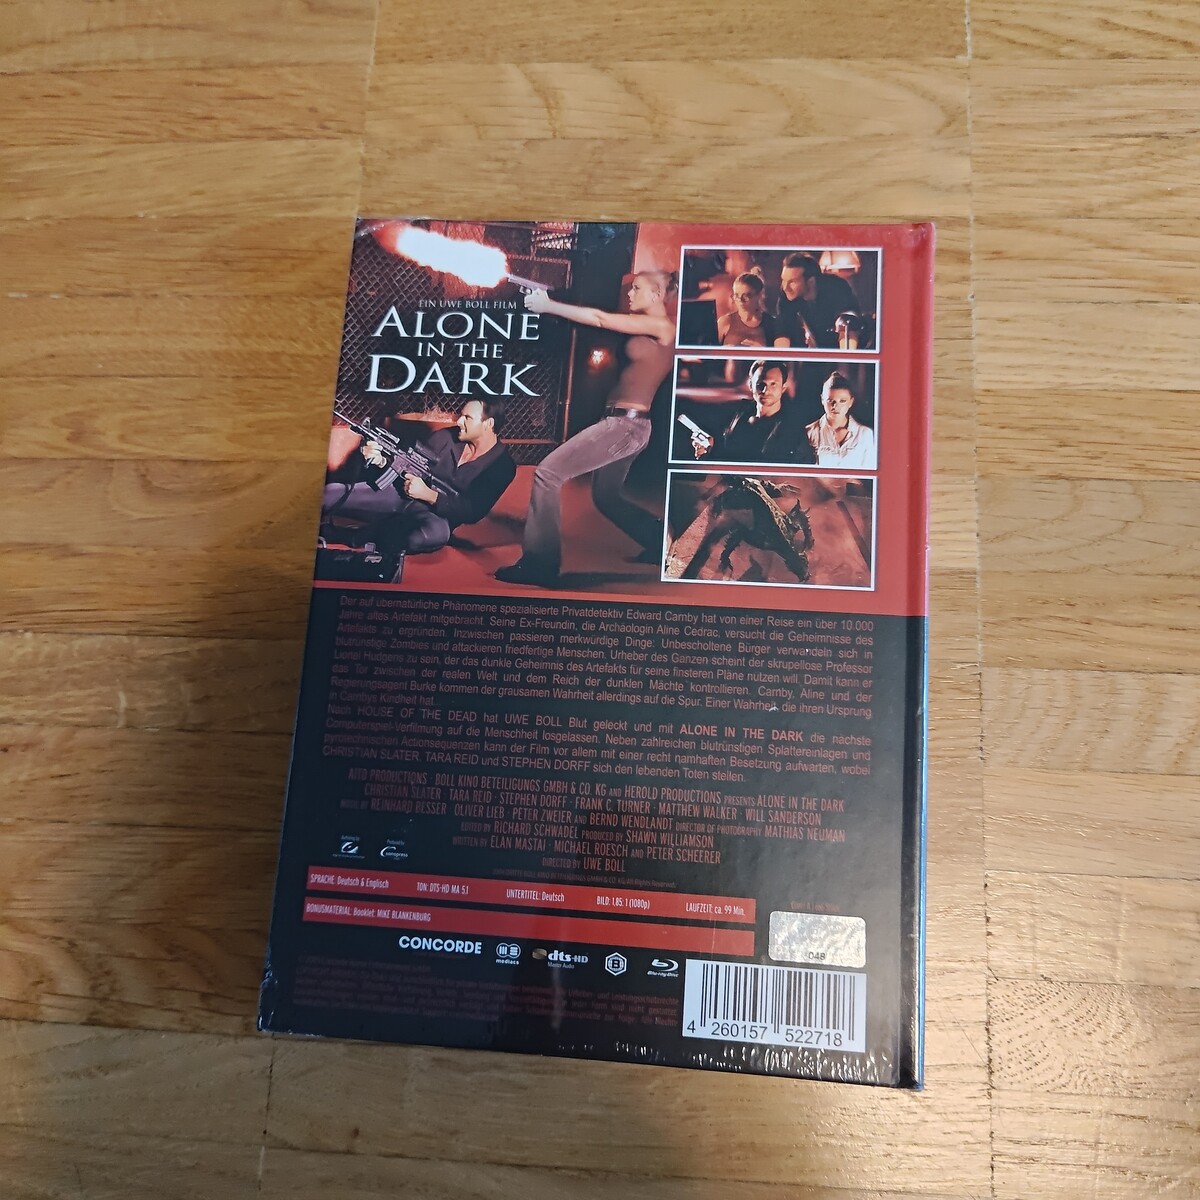 EIN UWE BOLL FILM
ALONE
IN THE
DARK
Der auf übernatürliche Phänomene spezialisierte Privatdetektiv Edward Carnby hat von einer Reise ein über 10 000
Jahre altes Artefakt mitgebracht. Seine Ex-Freundin, die Archäologin Aline Cedrac, versucht die Geheimnisse des
Artefakts zu ergründen. Inzwischen passieren merkwürdige Dinge: Unbescholtene Bürger verwandeln sich in
blutrünstige Zombies und attackieren friedfertige Menschen. Urheber des Ganzen scheint der skrupellose Professor
Lionel Hudgens zu sein, der das dunkle Geheimnis des Artefakts für seine finsteren Pläne nutzen will. Damit kann er
das Tor zwischen der realen Welt und dem Reich der dunklen Mächte kontrollieren. Carnby, Aline und der
Regierungsagent Burke kommen der grausamen Wahrheit allerdings auf die Spur. Einer Wahrheit, die ihren Ursprung
in Carnbys Kindheit hat.
Nach HOUSE OF THE DEAD hat UWE BOLL Blut geleckt und mit ALONE IN THE DARK die nächste
Computerspiel-Verfilmung auf die Menschheit losgelassen. Neben zahlreichen blutrünstigen Splattereinlagen und
pyrotechnischen Actionsequenzen kann der Film vor allem mit einer recht namhaften Besetzung aufwarten, wobei
CHRISTIAN SLATER, TARA REID und STEPHEN DORFF sich den lebenden Toten stellen.
AITD PRODUCTIONS BOLL KINO BETEILIGUNGS GMBH & CO. KG AND HEROLD PRODUCTIONS PRESENTS ALONE IN THE DARK
CHRISTIAN SLATER · TARA REID · STEPHEN DORFF · FRANK C. TURNER · MATTHEW WALKER · WILL SANDERSON
MUSIC BY REINHARD BESSER · OLIVER LIEB · PETER ZWEIER AND BERND WENDLANDT DIRECTOR OF PHOTOGRAPHY MATHIAS NEUMAN
EDITED BY RICHARD SCHWADEL PRODUCED BY SHAWN WILLIAMSON
WRITTEN BY ELAN MASTAI · MICHAEL ROESCH AND PETER SCHEERER
DIRECTED BY UWE BOLL
SPRACHE: Deutsch & Englisch TON: DTS-HD MA 5.1 UNTERTITEL: Deutsch BILD: 1,85:1 (1080p) LAUFZEIT: ca. 99 Min.
BONUSMATERIAL: Booklet: MIKE BLANKENBURG
CONCORDE mediacs dts-HD Master Audio B Blu-ray Disc
048
4 260157 522718